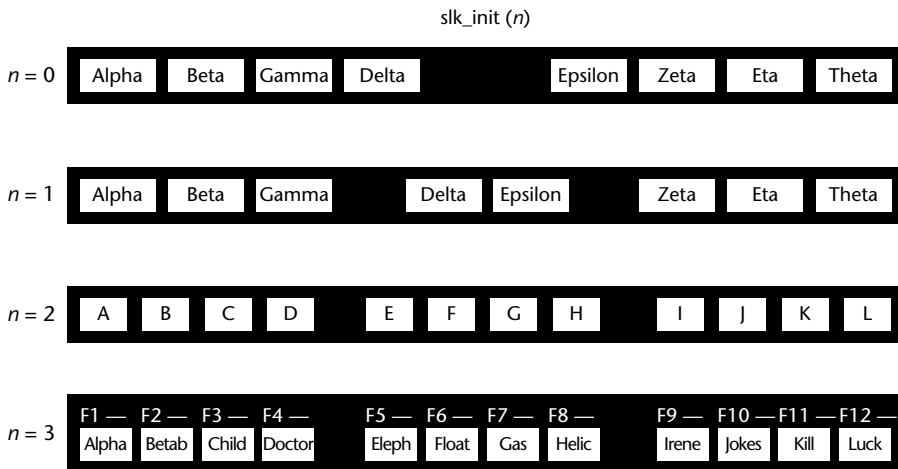 slk_init (n)
n = 0 Alpha Beta Gamma Delta Epsilon Zeta Eta Theta
n = 1 Alpha Beta Gamma Delta Epsilon Zeta Eta Theta
n = 2 A B C D E F G H I J K L
F1 — F2 — F3 — F4 — F5 — F6 — F7 — F8 — F9 — F10 — F11 — F12 —
n = 3 Alpha Betab Child Doctor Eleph Float Gas Helic Irene Jokes Kill Luck